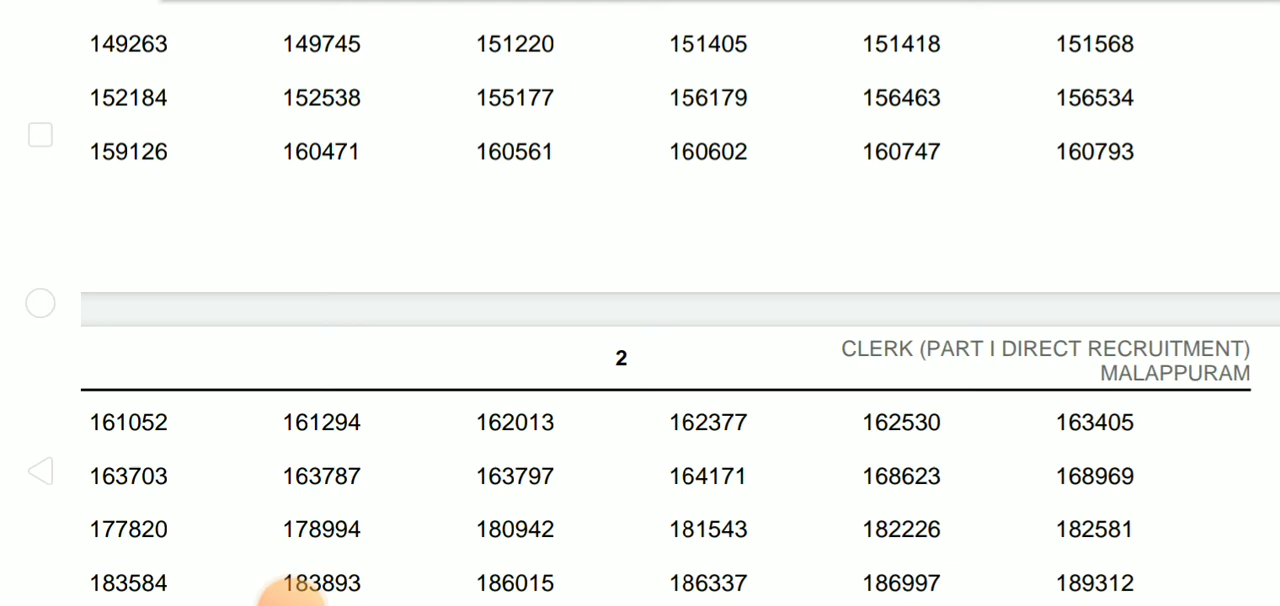 149263 149745 151220 151405 151418 151568
152184 152538 155177 156179 156463 156534
159126 160471 160561 160602 160747 160793
2 CLERK (PART I DIRECT RECRUITMENT)
MALAPPURAM
161052 161294 162013 162377 162530 163405
163703 163787 163797 164171 168623 168969
177820 178994 180942 181543 182226 182581
183584 183893 186015 186337 186997 189312